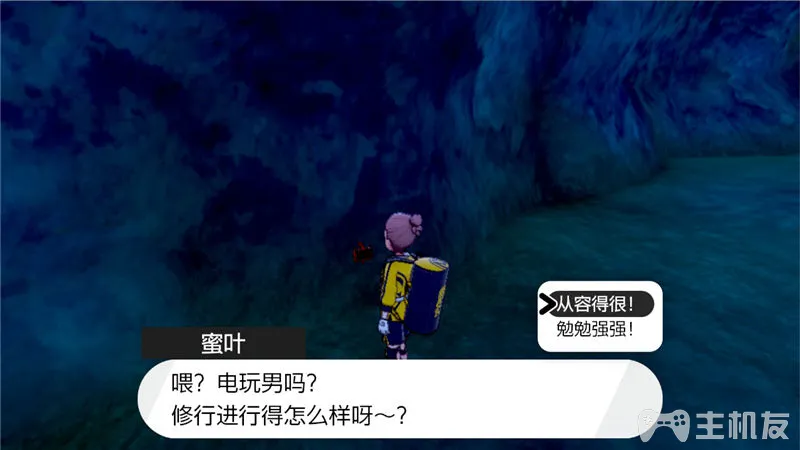 从容得很！
勉勉强强！
蜜叶
喂？电玩男吗？
修行进行得怎么样呀～？
主机友